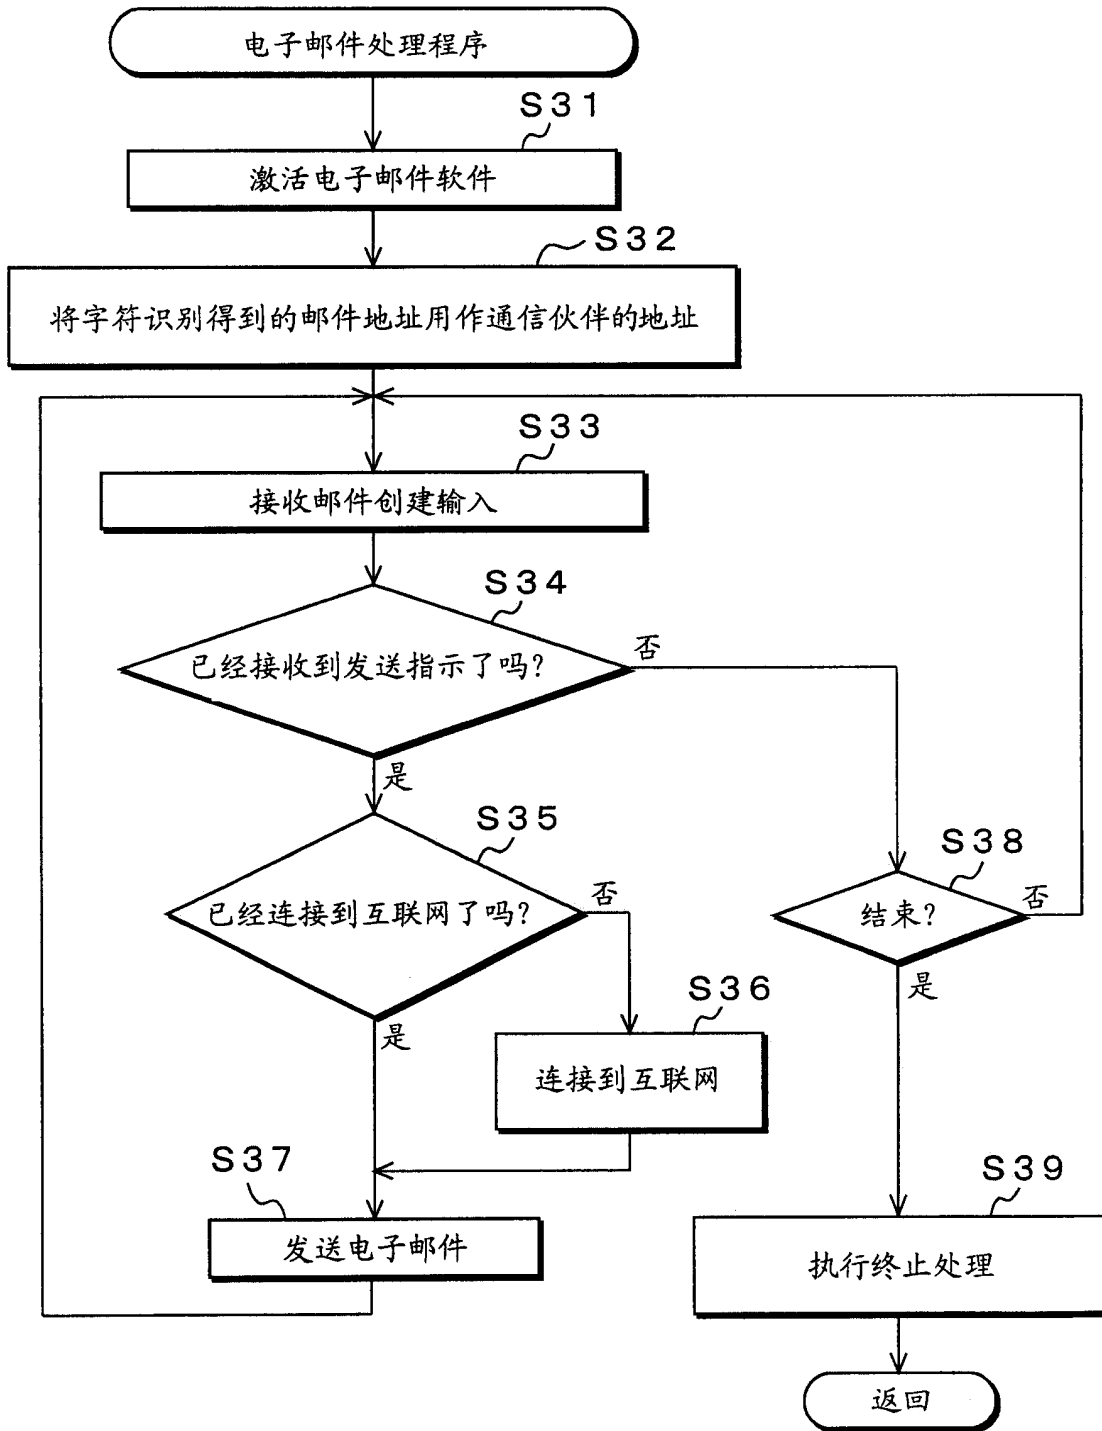 电子邮件处理程序
S31
激活电子邮件软件
S32
将字符识别得到的邮件地址用作通信伙伴的地址
S33
接收邮件创建输入
S34
已经接收到发送指示了吗?
否
是
S35
已经连接到互联网了吗?
否
S38
结束?
否
是
是
S36
连接到互联网
S37
发送电子邮件
S39
执行终止处理
返回